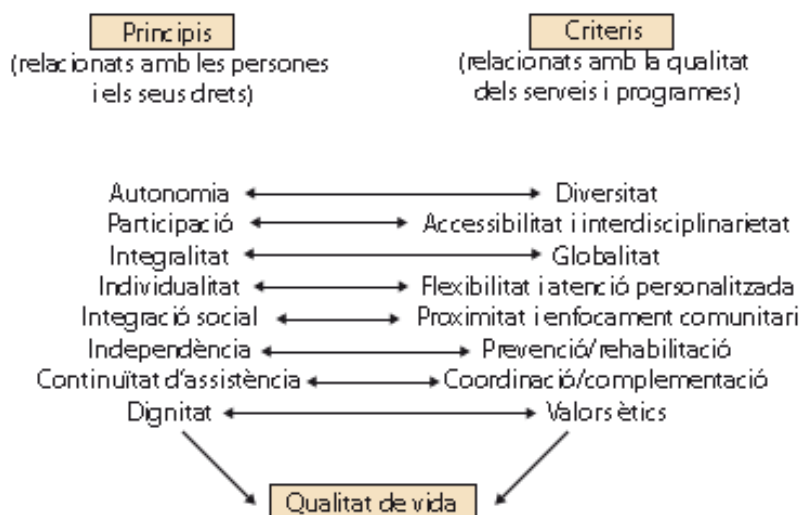 Principis
Criteris
(relacionats amb les persones
i els seus drets)
(relacionats amb la qualitat
dels serveis i programes)
Autonomia Diversitat
Participació Accessibilitat i interdisciplinarietat
Integralitat Globalitat
Individualitat Flexibilitat i atenció personalitzada
Integració social Proximitat i enfocament comunitari
Independència Prevenció/rehabilitació
Continuïtat d'assistència Coordinació/complementació
Dignitat Valors ètics
Qualitat de vida